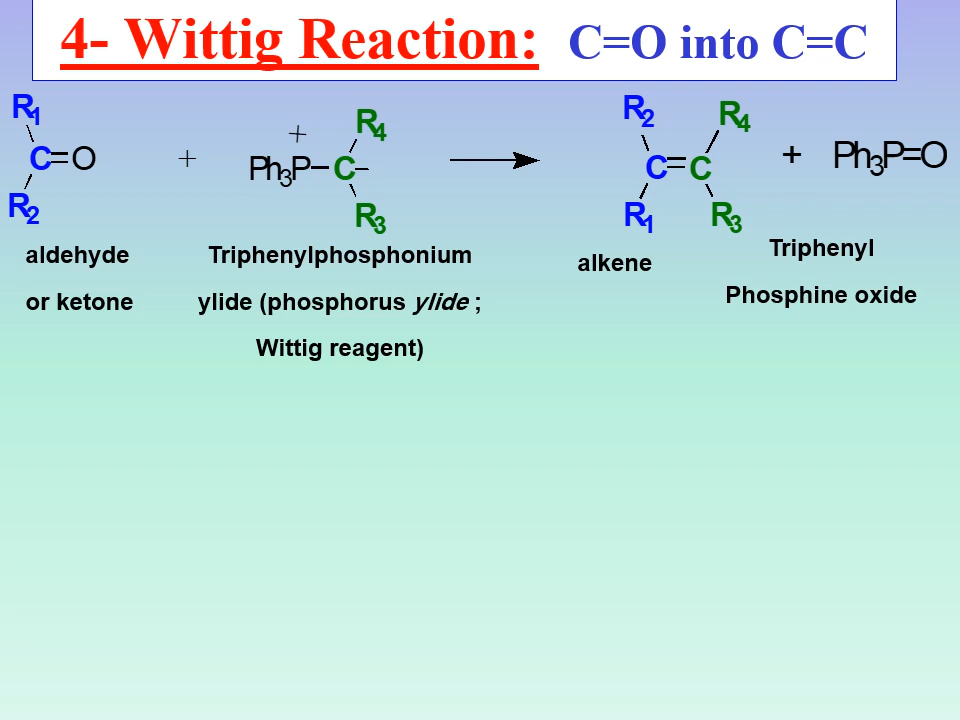 4- Wittig Reaction: C=O into C=C
R1
C=O
R2
+
+
Ph3P–C–
R4
R3
R2
R4
C=C
R1
R3
+
Ph3P=O
aldehyde
or ketone
Triphenylphosphonium
ylide (phosphorus ylide ;
Wittig reagent)
alkene
Triphenyl
Phosphine oxide